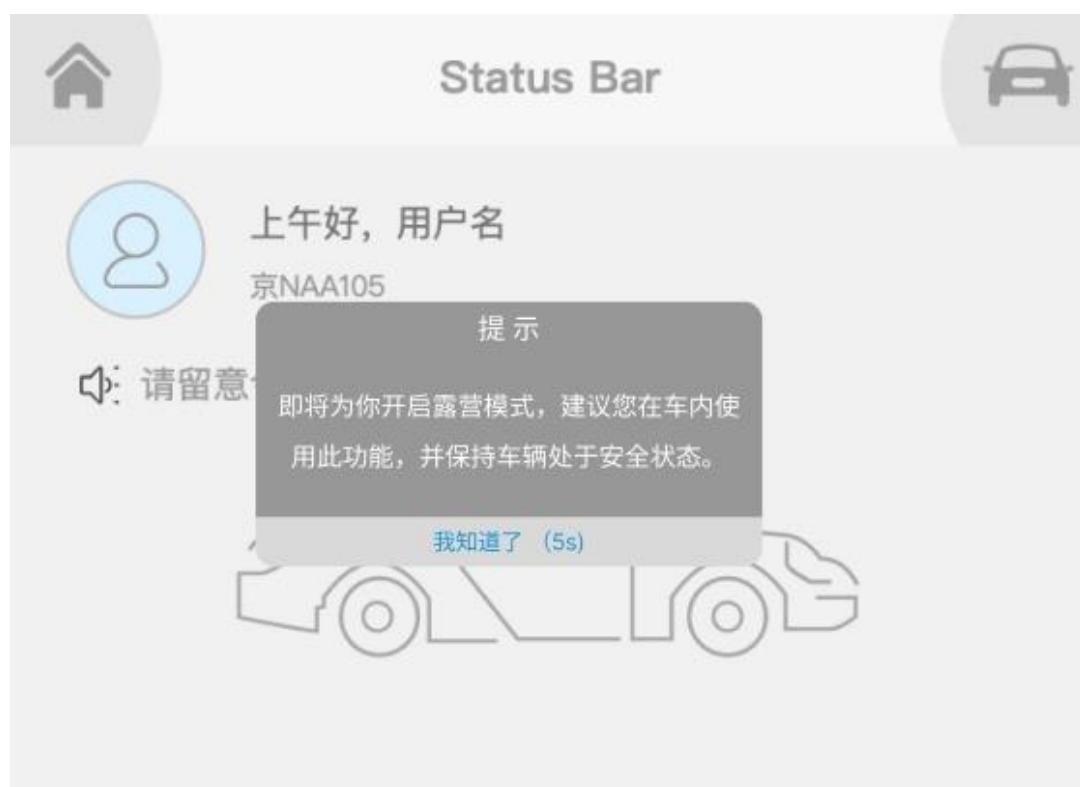 Status Bar
上午好，用户名
京NAA105
提示
请留意
即将为你开启露营模式，建议您在车内使
用此功能，并保持车辆处于安全状态。
我知道了 （5s)